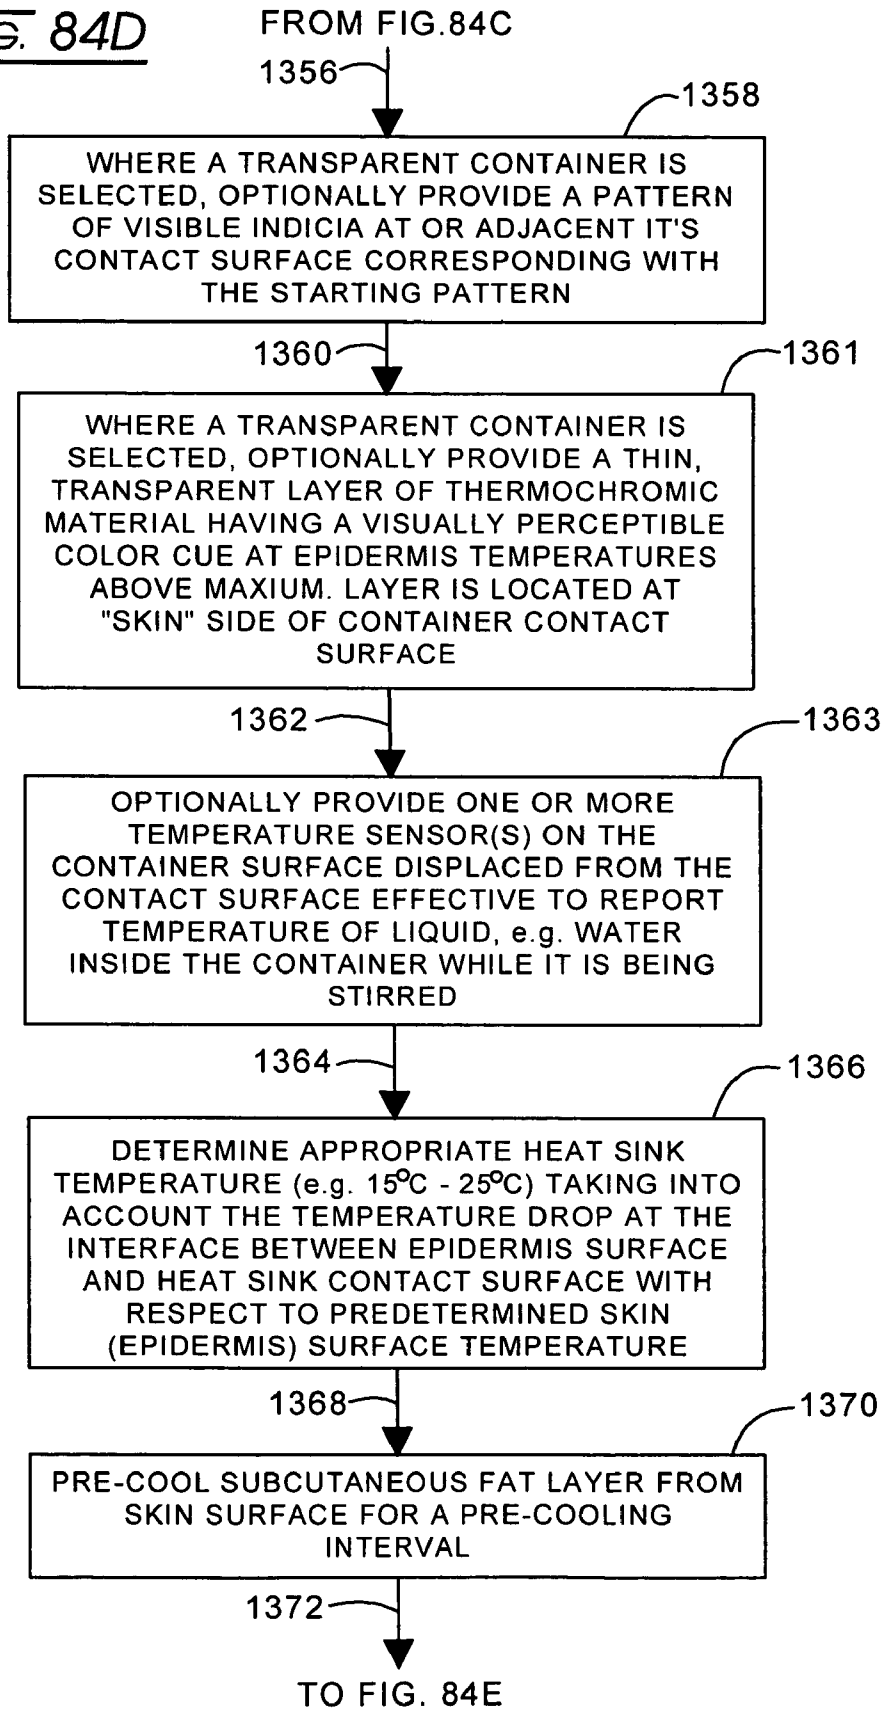 G. 84D
FROM FIG.84C
1356
1358
WHERE A TRANSPARENT CONTAINER IS
SELECTED, OPTIONALLY PROVIDE A PATTERN
OF VISIBLE INDICIA AT OR ADJACENT IT'S
CONTACT SURFACE CORRESPONDING WITH
THE STARTING PATTERN
1360
1361
WHERE A TRANSPARENT CONTAINER IS
SELECTED, OPTIONALLY PROVIDE A THIN,
TRANSPARENT LAYER OF THERMOCHROMIC
MATERIAL HAVING A VISUALLY PERCEPTIBLE
COLOR CUE AT EPIDERMIS TEMPERATURES
ABOVE MAXIUM. LAYER IS LOCATED AT
"SKIN" SIDE OF CONTAINER CONTACT
SURFACE
1362
1363
OPTIONALLY PROVIDE ONE OR MORE
TEMPERATURE SENSOR(S) ON THE
CONTAINER SURFACE DISPLACED FROM THE
CONTACT SURFACE EFFECTIVE TO REPORT
TEMPERATURE OF LIQUID, e.g. WATER
INSIDE THE CONTAINER WHILE IT IS BEING
STIRRED
1364
1366
DETERMINE APPROPRIATE HEAT SINK
TEMPERATURE (e.g. 15°C - 25°C) TAKING INTO
ACCOUNT THE TEMPERATURE DROP AT THE
INTERFACE BETWEEN EPIDERMIS SURFACE
AND HEAT SINK CONTACT SURFACE WITH
RESPECT TO PREDETERMINED SKIN
(EPIDERMIS) SURFACE TEMPERATURE
1368
1370
PRE-COOL SUBCUTANEOUS FAT LAYER FROM
SKIN SURFACE FOR A PRE-COOLING
INTERVAL
1372
TO FIG. 84E